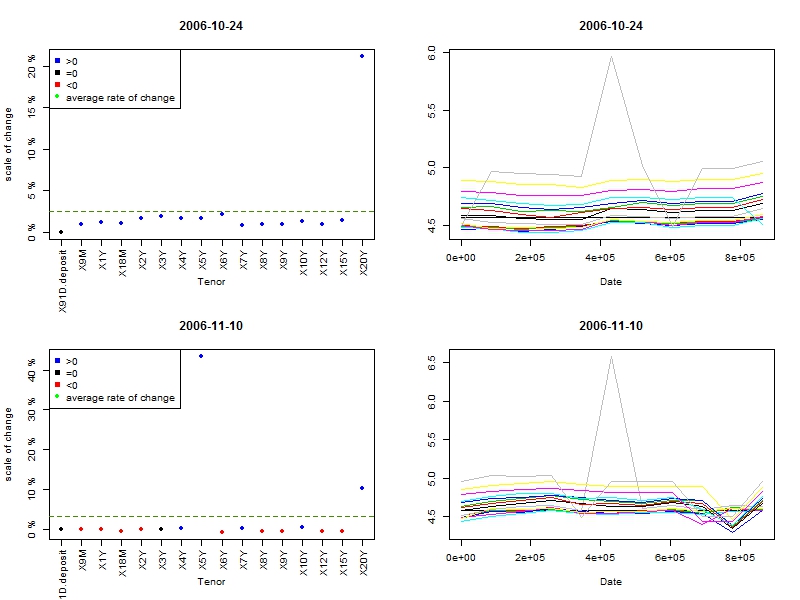 2006-10-24
scale of change
0 %
5 %
10 %
15 %
20 %
>0
=0
<0
average rate of change
X91D.deposit
X9M
X1Y
X18M
X2Y
X3Y
X4Y
X5Y
X6Y
X7Y
X8Y
X9Y
X10Y
X12Y
X15Y
X20Y
Tenor
2006-10-24
6.0
5.5
5.0
4.5
0e+00
2e+05
4e+05
6e+05
8e+05
Date
2006-11-10
scale of change
0 %
10 %
20 %
30 %
40 %
>0
=0
<0
average rate of change
1D.deposit
X9M
X1Y
X18M
X2Y
X3Y
X4Y
X5Y
X6Y
X7Y
X8Y
X9Y
X10Y
X12Y
X15Y
X20Y
Tenor
2006-11-10
6.5
6.0
5.5
5.0
4.5
0e+00
2e+05
4e+05
6e+05
8e+05
Date